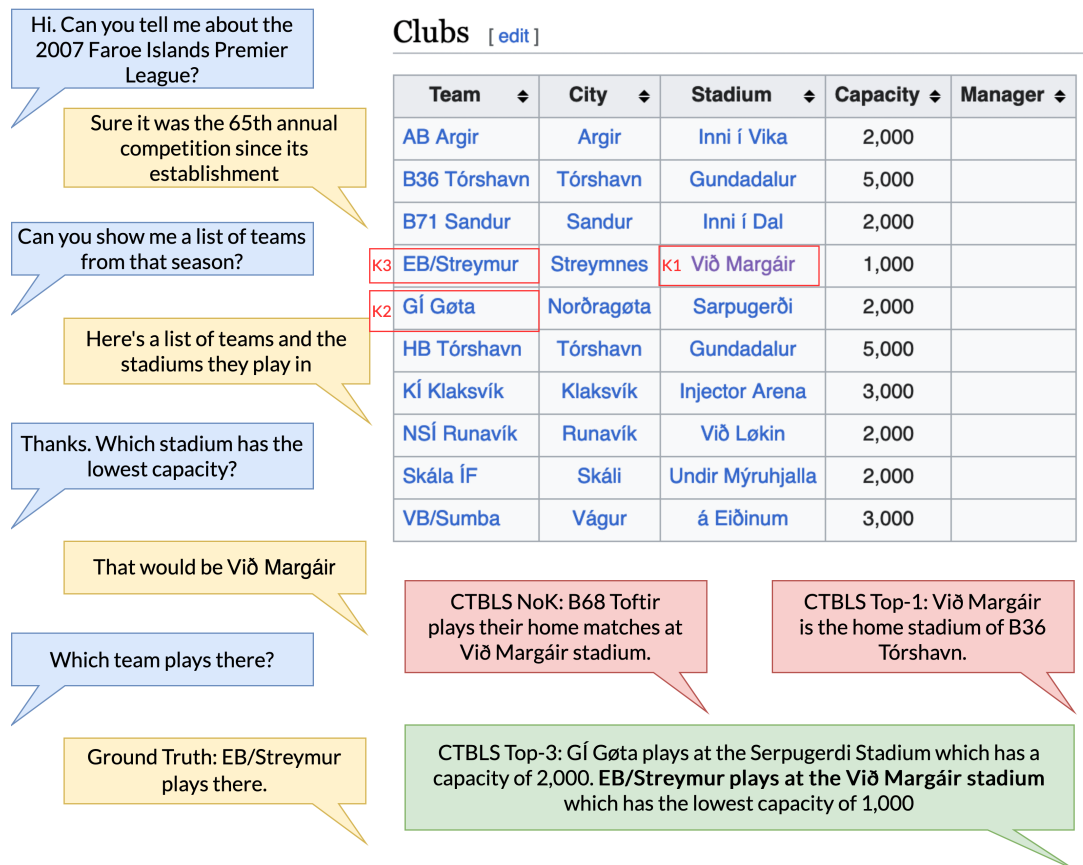 Hi. Can you tell me about the
2007 Faroe Islands Premier
League?
Sure it was the 65th annual
competition since its
establishment
Can you show me a list of teams
from that season?
Here's a list of teams and the
stadiums they play in
Thanks. Which stadium has the
lowest capacity?
That would be Við Margáir
Which team plays there?
Ground Truth: EB/Streymur
plays there.
Clubs [ edit ]
Team City Stadium Capacity Manager
AB Argir Argir Inni í Vika 2,000
B36 Tórshavn Tórshavn Gundadalur 5,000
B71 Sandur Sandur Inni í Dal 2,000
K3 EB/Streymur Streymnes K1 Við Margáir 1,000
K2 GÍ Gøta Norðragøta Sarpugerði 2,000
HB Tórshavn Tórshavn Gundadalur 5,000
KÍ Klaksvík Klaksvík Injector Arena 3,000
NSÍ Runavík Runavík Við Løkin 2,000
Skála ÍF Skáli Undir Mýruhjalla 2,000
VB/Sumba Vágur á Eiðinum 3,000
CTBLS NoK: B68 Toftir
plays their home matches at
Við Margáir stadium.
CTBLS Top-1: Við Margáir
is the home stadium of B36
Tórshavn.
CTBLS Top-3: GÍ Gøta plays at the Serpugerdi Stadium which has a
capacity of 2,000. EB/Streymur plays at the Við Margáir stadium
which has the lowest capacity of 1,000